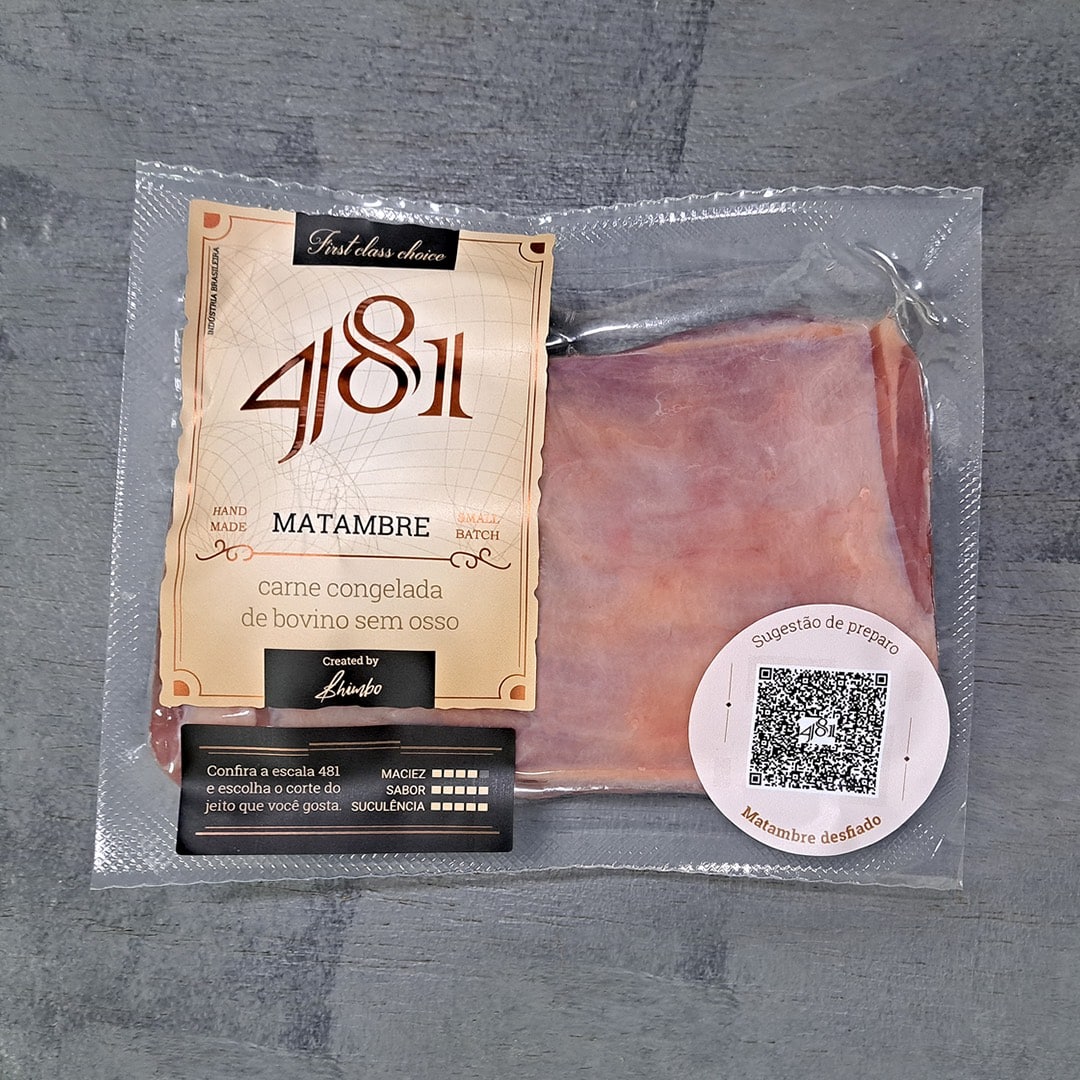 First class choice
INDÚSTRIA BRASILEIRA
481
HAND
MADE
MATAMBRE
SMALL
BATCH
carne congelada
de bovino sem osso
Created by
Bhimbo
Confira a escala 481
e escolha o corte do
jeito que você gosta.
MACIEZ
SABOR
SUCULÊNCIA
Sugestão de preparo
481
Matambre desfiado